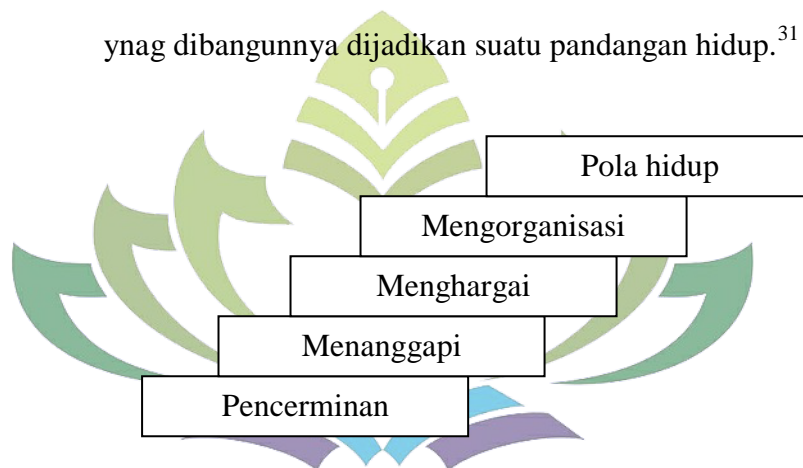 ynag dibangunnya dijadikan suatu pandangan hidup.31
Pola hidup
Mengorganisasi
Menghargai
Menanggapi
Pencerminan